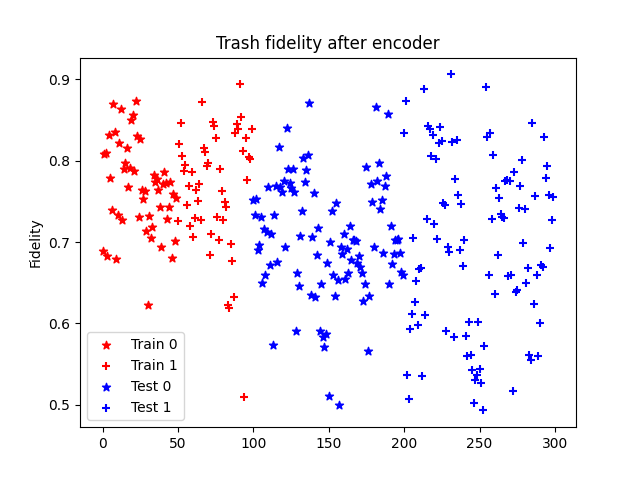 Trash fidelity after encoder
Fidelity
0.9
0.8
0.7
0.6
0.5
Train 0
Train 1
Test 0
Test 1
0 50 100 150 200 250 300